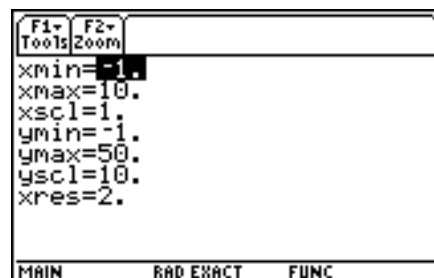 F1▾ F2▾
Tools Zoom
xmin=⁻1.
xmax=10.
xscl=1.
ymin=⁻1.
ymax=50.
yscl=10.
xres=2.
MAIN RAD EXACT FUNC